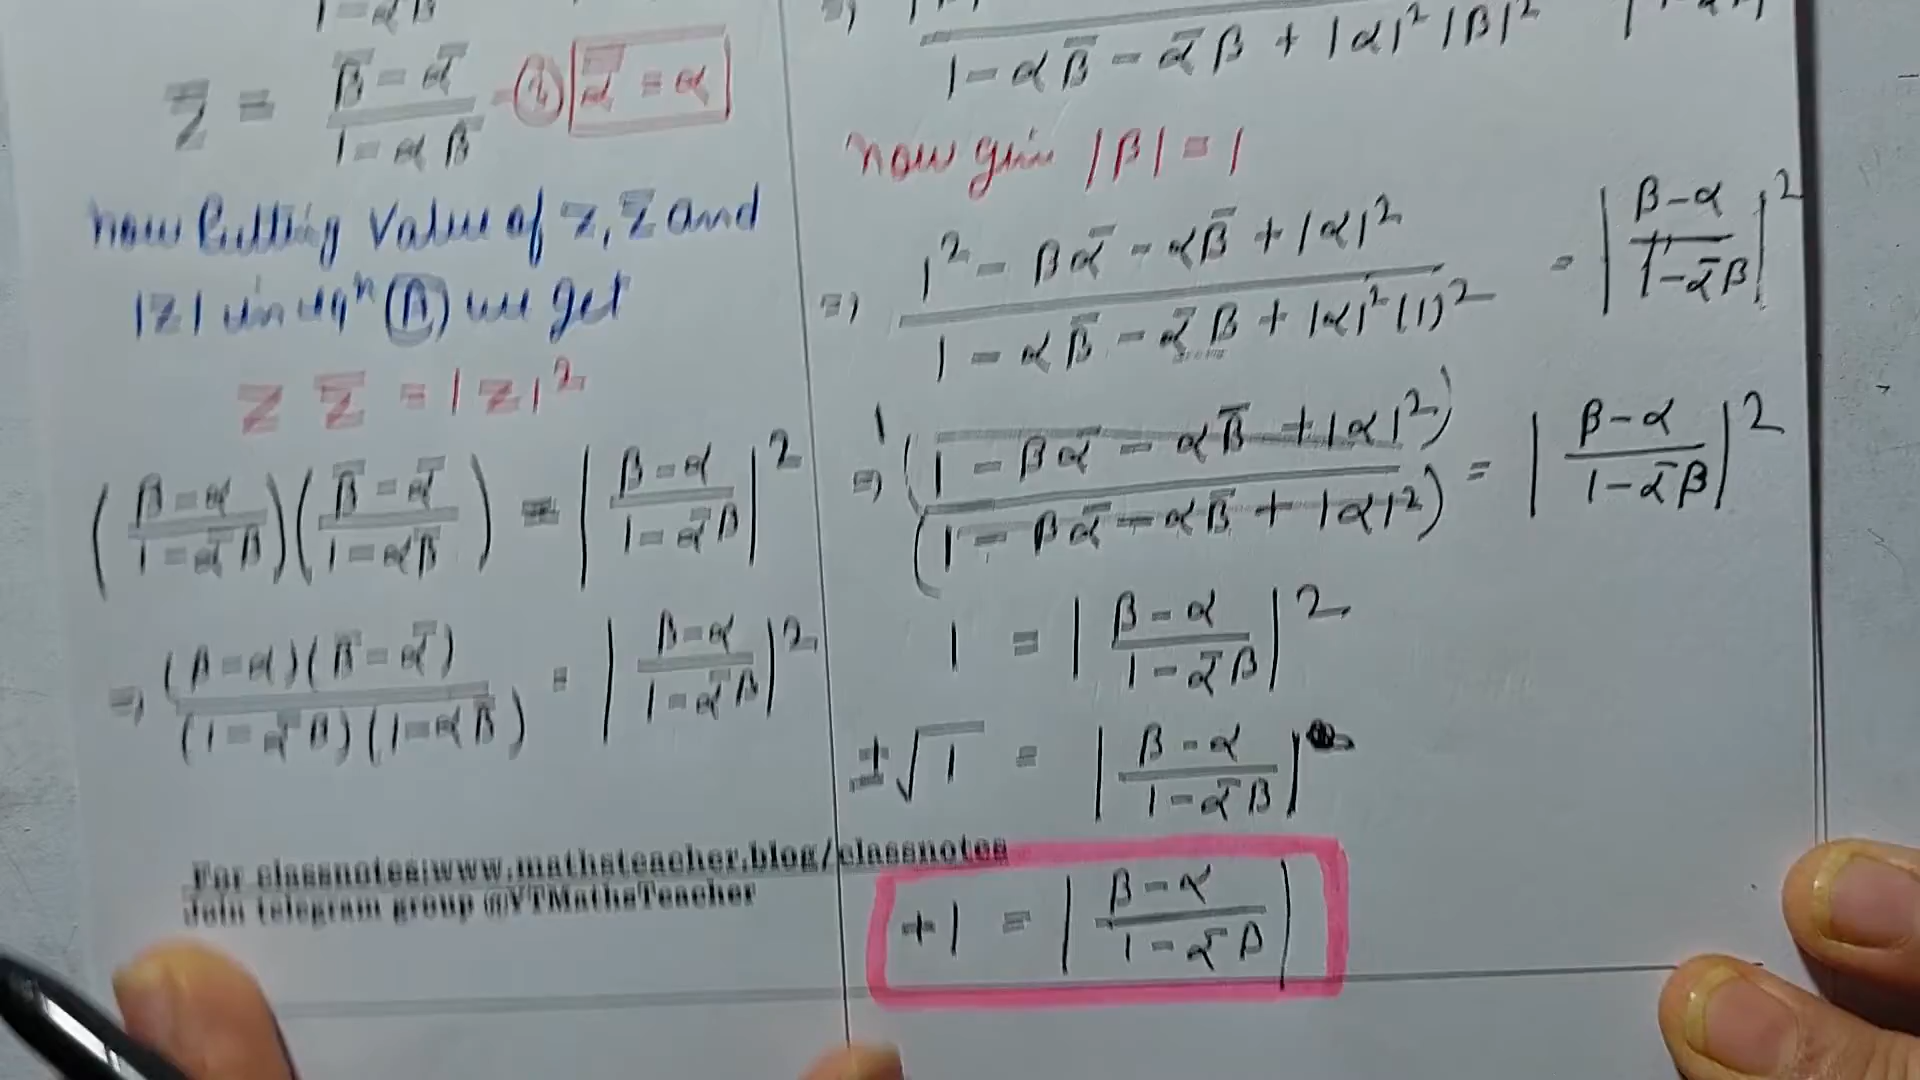 1-αβ̄
z̄ = (β̄-ᾱ)/(1-αβ̄) - ② ᾱ̄ = α
now Putting Value of z, z̄ and
|z| in eqⁿ (A) we get
z z̄ = |z|²
((β-α)/(1-ᾱβ)) ((β̄-ᾱ)/(1-αβ̄)) = |(β-α)/(1-ᾱβ)|²
⇒ (β-α)(β̄-ᾱ)/((1-ᾱβ)(1-αβ̄)) = |(β-α)/(1-ᾱβ)|²
For classnotes:www.mathsteacher.blog/classnotes
Join telegram group @YTMathsTeacher
1-αβ̄-ᾱβ+|α|²|β|²
now |β| = 1
⇒ (1²-βᾱ-αβ̄+|α|²)/(1-αβ̄-ᾱβ+|α|²(1)²) = |(β-α)/(1-ᾱβ)|²
⇒ 1 (1-βᾱ-αβ̄+|α|²)/(1-βᾱ-αβ̄+|α|²) = |(β-α)/(1-ᾱβ)|²
1 = |(β-α)/(1-ᾱβ)|²
±√1 = |(β-α)/(1-ᾱβ)|
+1 = |(β-α)/(1-ᾱβ)|